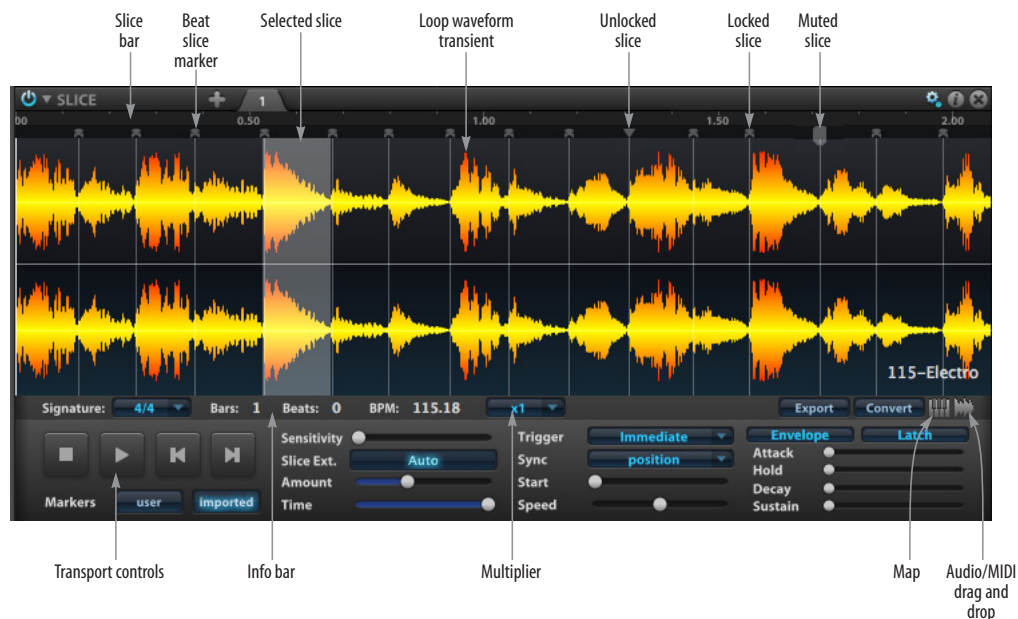 Slice bar
Beat slice marker
Selected slice
Loop waveform transient
Unlocked slice
Locked slice
Muted slice
SLICE
1
00 0.50 1.00 1.50 2.00
115-Electro
Signature: 4/4 Bars: 1 Beats: 0 BPM: 115.18 x1 Export Convert
Sensitivity
Slice Ext. Auto
Amount
Time
Markers user imported
Trigger Immediate
Sync position
Start
Speed
Envelope Latch
Attack
Hold
Decay
Sustain
Transport controls
Info bar
Multiplier
Map
Audio/MIDI drag and drop